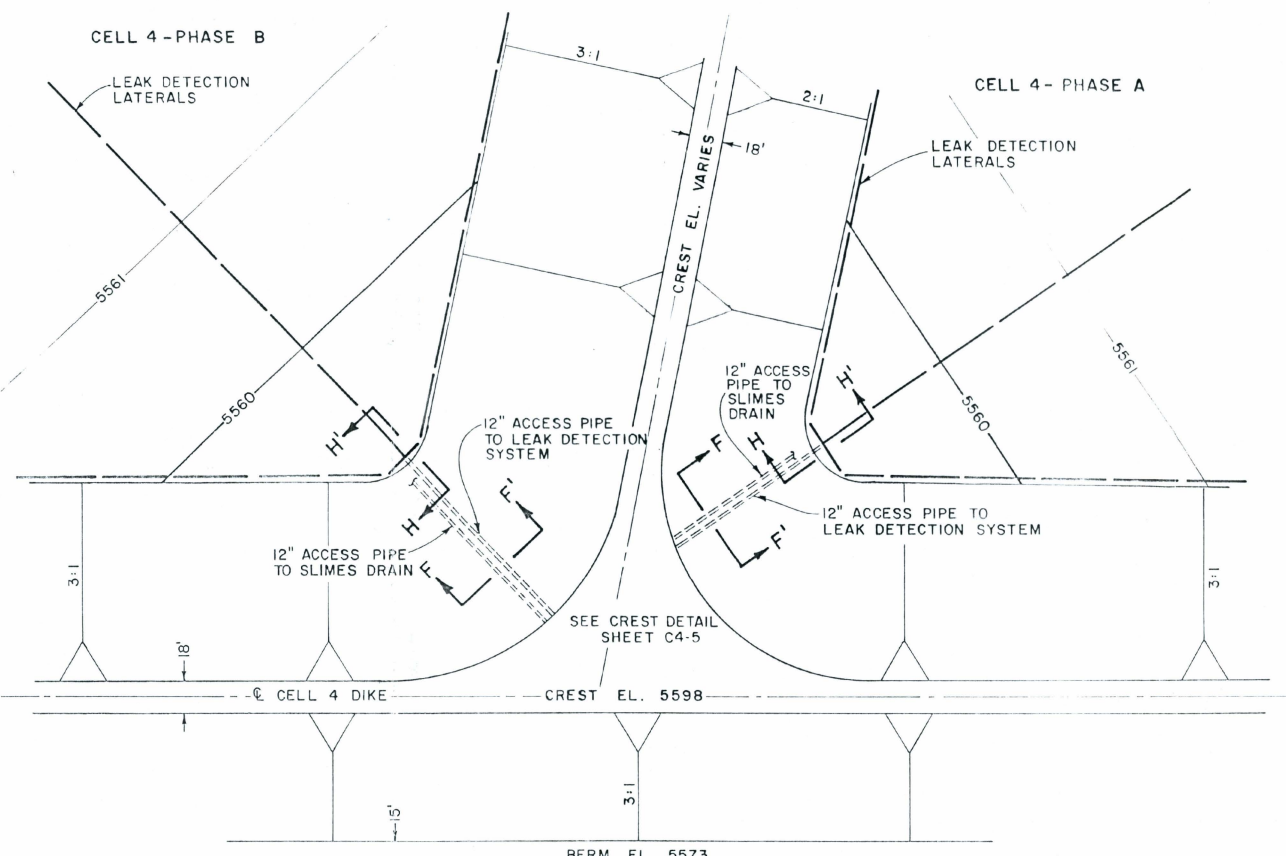 CELL 4 - PHASE B
LEAK DETECTION
LATERALS
3:1
2:1
CELL 4 - PHASE A
LEAK DETECTION
LATERALS
18'
CREST EL. VARIES
5561
5560
5561
5560
12" ACCESS
PIPE TO
SLIMES
DRAIN
H'
H
F
F'
12" ACCESS PIPE TO
LEAK DETECTION SYSTEM
12" ACCESS PIPE
TO LEAK DETECTION
SYSTEM
H'
H
F'
F
12" ACCESS PIPE
TO SLIMES DRAIN
3:1
3:1
SEE CREST DETAIL
SHEET C4-5
18'
℄ CELL 4 DIKE
CREST EL. 5598
3:1
15'
BERM EL. 5573